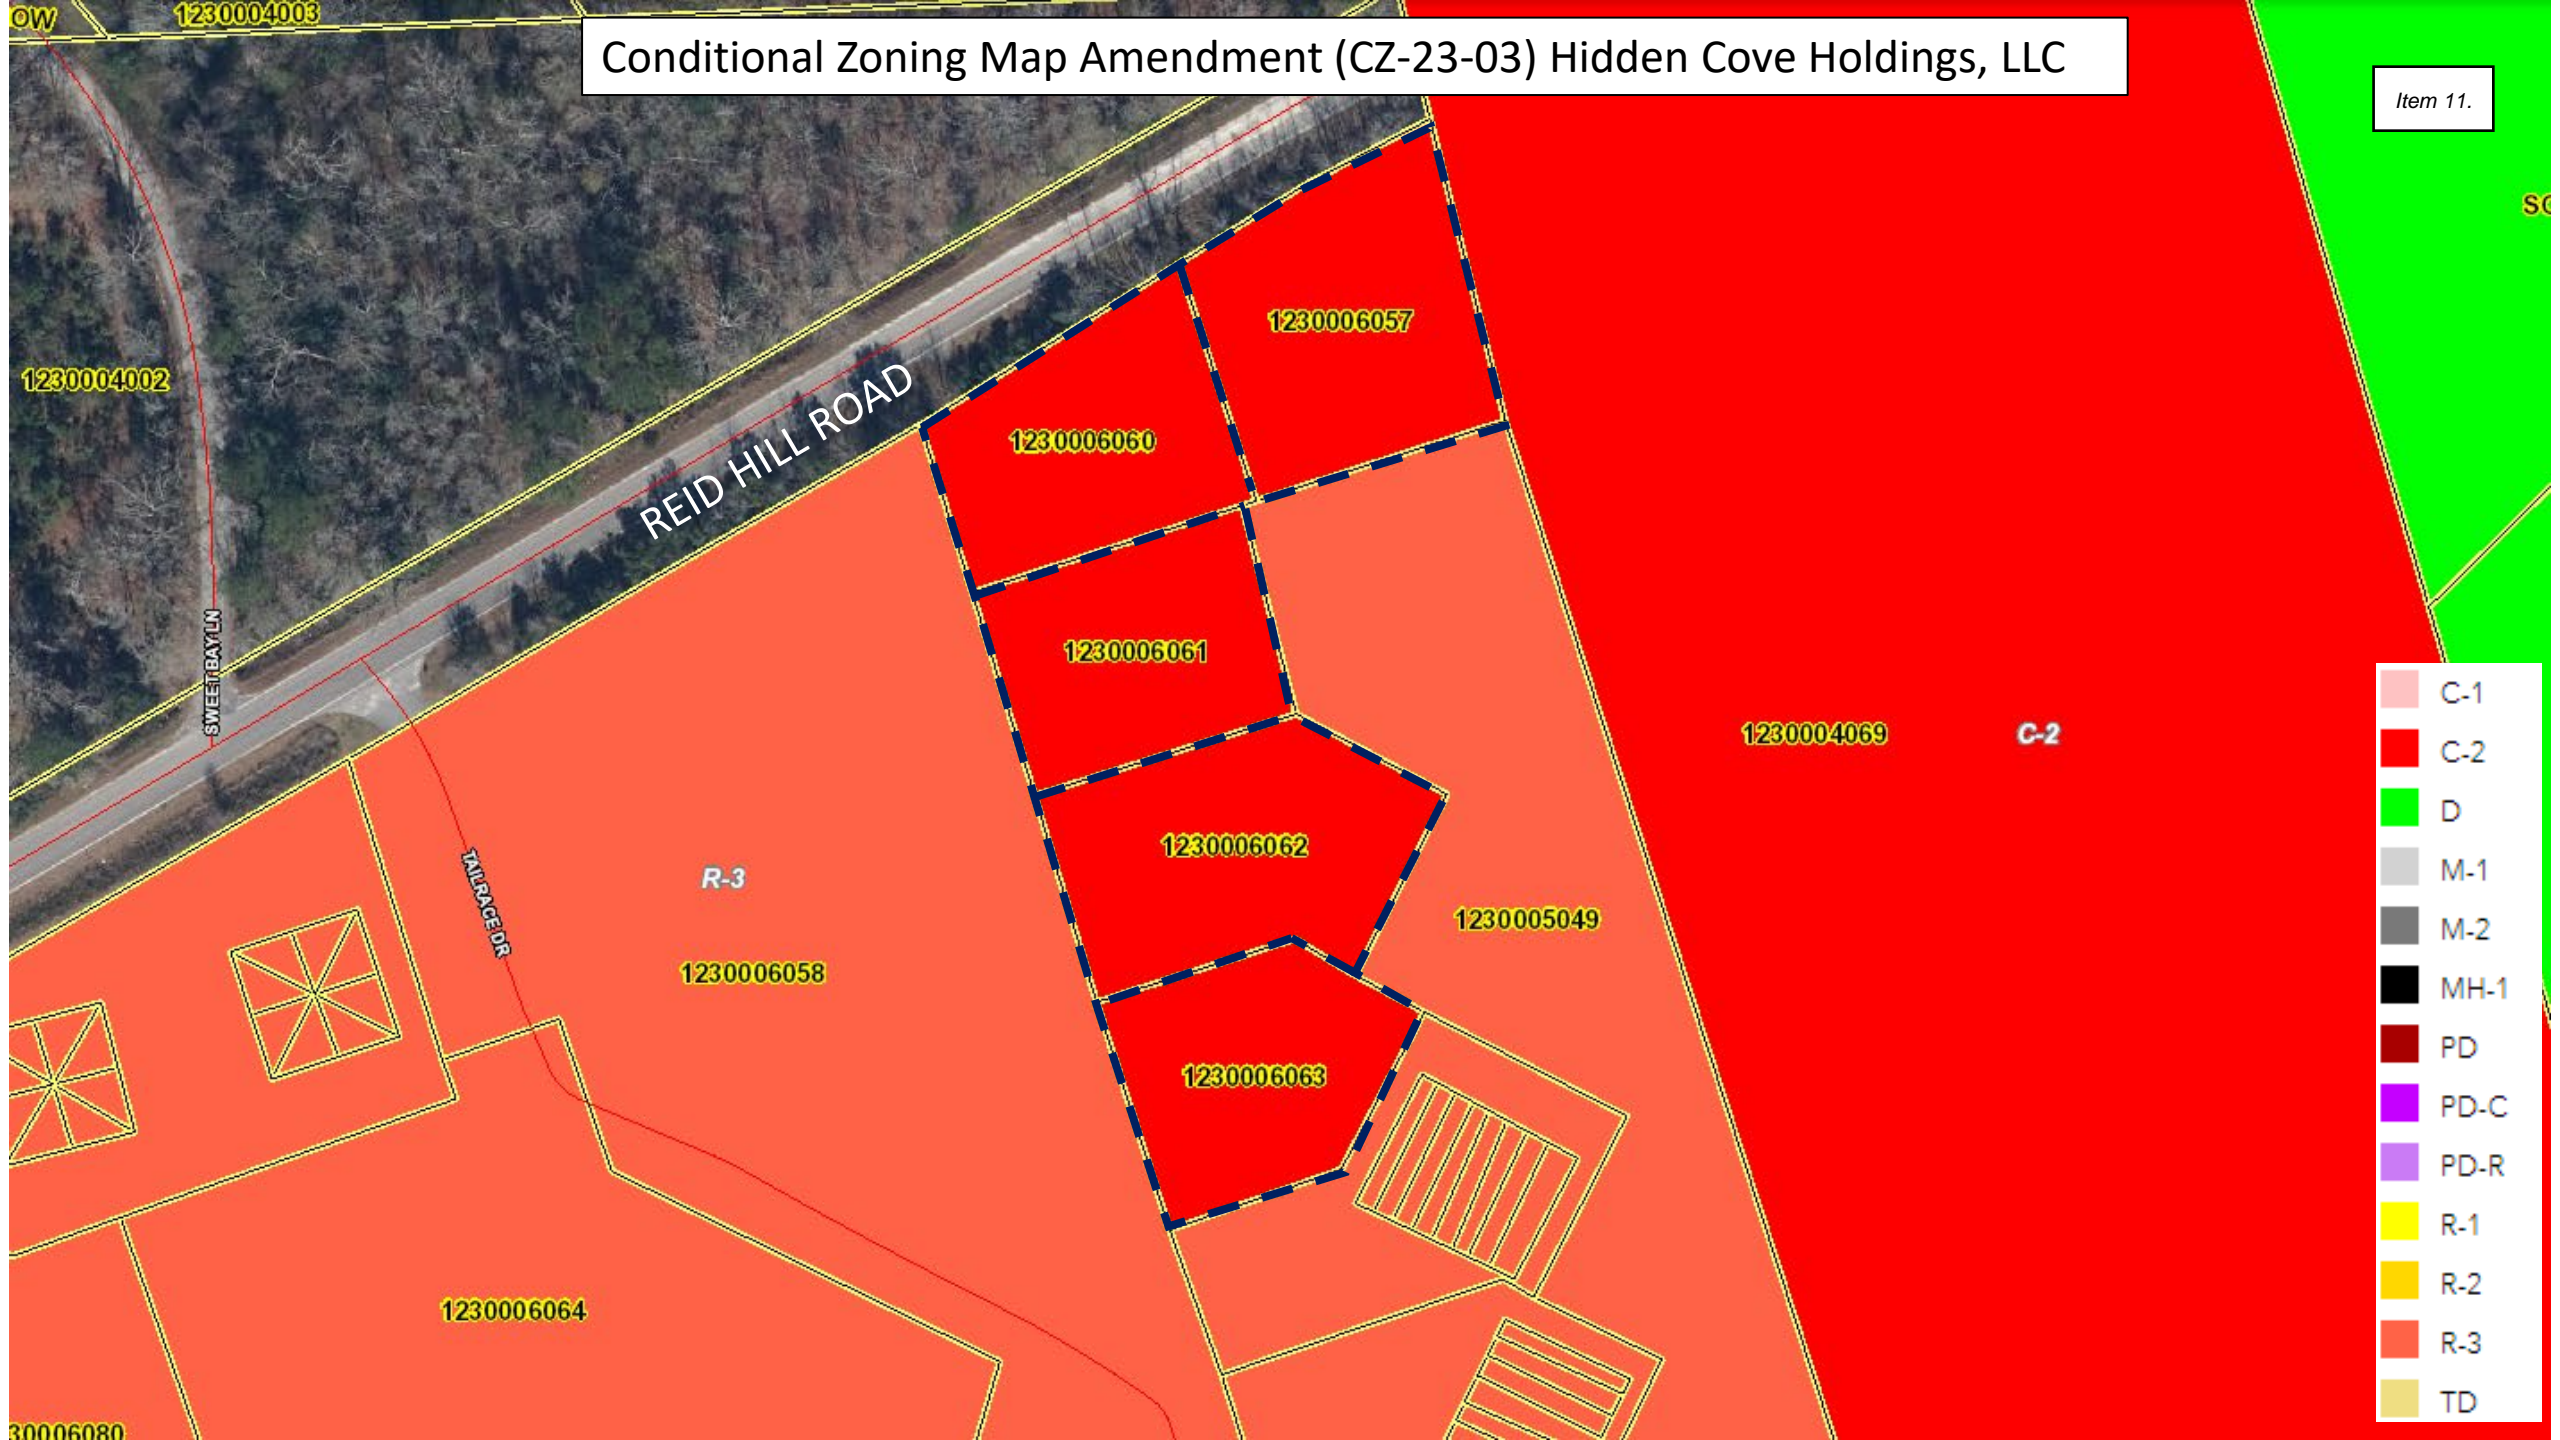 OW
1230004003
Conditional Zoning Map Amendment (CZ-23-03) Hidden Cove Holdings, LLC
Item 11.
1230004002
REID HILL ROAD
SWEET BAY LN
TAILRACE DR
1230006057
1230006060
1230006061
1230006062
1230006063
1230004069
C-2
1230005049
R-3
1230006058
1230006064
30006080
C-1
C-2
D
M-1
M-2
MH-1
PD
PD-C
PD-R
R-1
R-2
R-3
TD